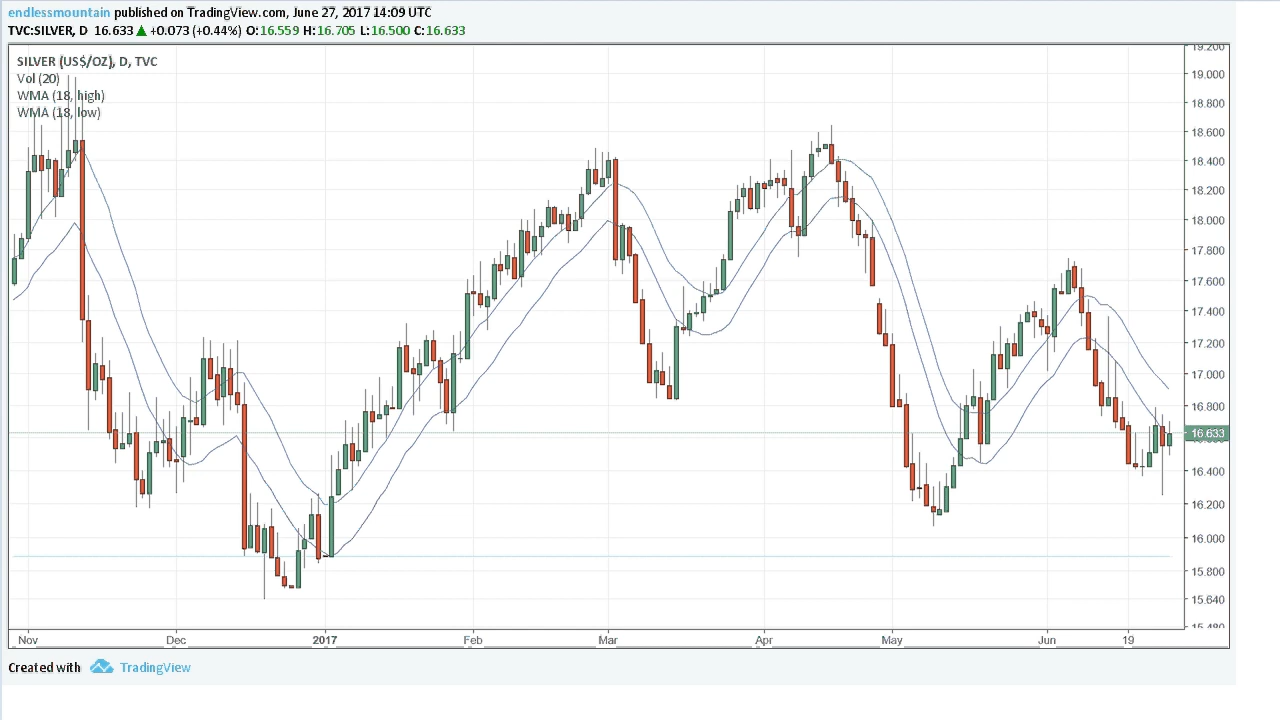 endlessmountain published on TradingView.com, June 27, 2017 14:09 UTC
TVC:SILVER, D 16.633 ▲ +0.073 (+0.44%) O:16.559 H:16.705 L:16.500 C:16.633
SILVER (US$/OZ), D, TVC
Vol (20)
WMA (18, high)
WMA (18, low)
19.200
19.000
18.800
18.600
18.400
18.200
18.000
17.800
17.600
17.400
17.200
17.000
16.800
16.633
16.400
16.200
16.000
15.800
15.640
15.480
Nov Dec 2017 Feb Mar Apr May Jun 19
Created with TradingView